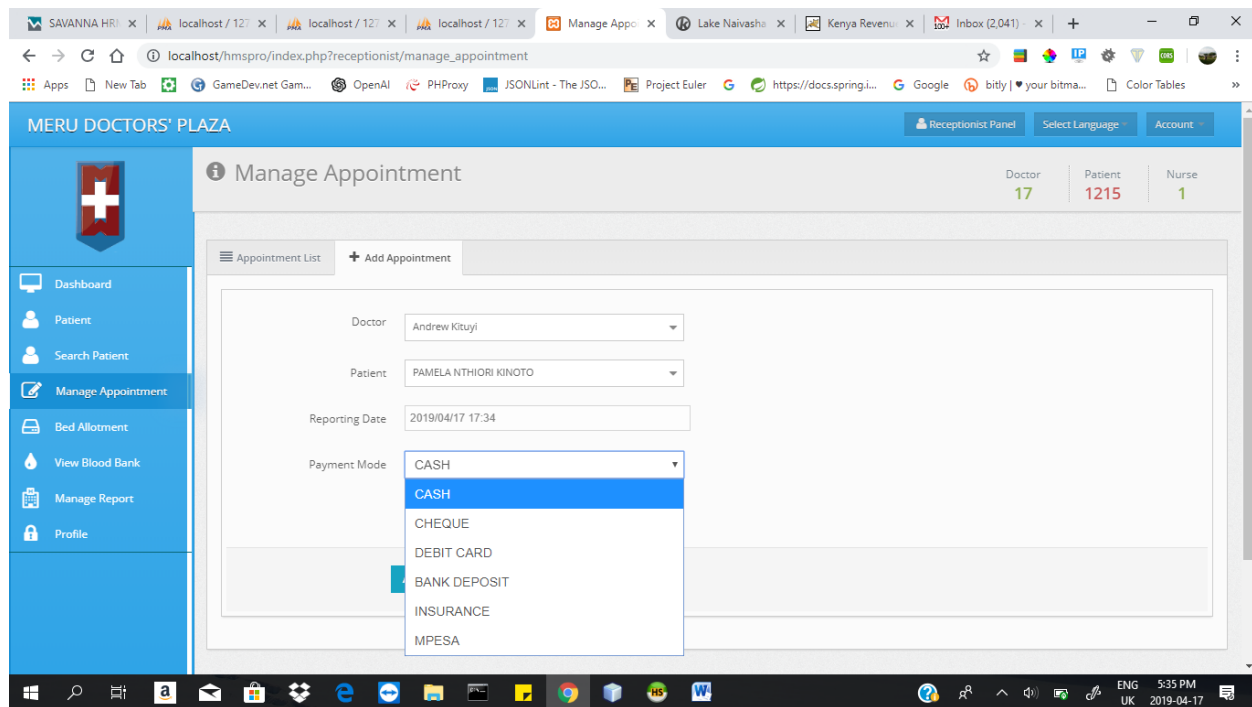 SAVANNA HRM localhost / 127 localhost / 127 localhost / 127 Manage Appo Lake Naivasha Kenya Revenu Inbox (2,041) -
localhost/hmspro/index.php?receptionist/manage_appointment
Apps New Tab GameDev.net Gam... OpenAI PHProxy JSONLint - The JSO... Project Euler https://docs.spring.i... Google bitly | ♥ your bitma... Color Tables »
MERU DOCTORS' PLAZA Receptionist Panel Select Language Account
Manage Appointment
Doctor Patient Nurse
17 1215 1
Appointment List Add Appointment
Dashboard
Patient
Search Patient
Manage Appointment
Bed Allotment
View Blood Bank
Manage Report
Profile
Doctor Andrew Kituyi
Patient PAMELA NTHIORI KINOTO
Reporting Date 2019/04/17 17:34
Payment Mode CASH
CASH
CHEQUE
DEBIT CARD
BANK DEPOSIT
INSURANCE
MPESA
ENG 5:35 PM
UK 2019-04-17